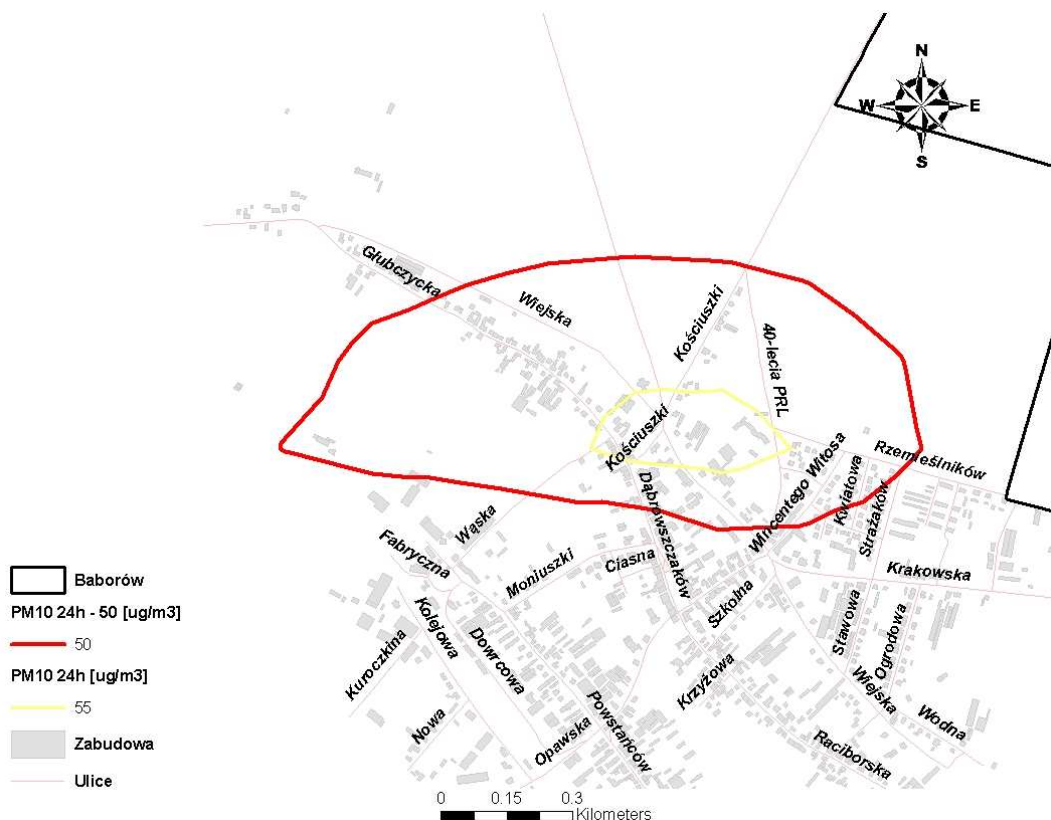 N
W E
S
Głubczycka
Wiejska
Kościuszki
40-lecia PRL
Kościuszki
Wincentego Witosa
Rzemieślników
Kwiatowa
Strażaków
Dąbrowszczaków
Wąska
Fabryczna
Moniuszki
Ciasna
Krakowska
Szkolna
Stawowa
Ogrodowa
Kolejowa
Kuroczkina
Dowrcowa
Krzyżowa
Wiejska
Wodna
Nowa
Opawska
Powstańców
Raciborska
Baborów
PM10 24h - 50 [ug/m3]
50
PM10 24h [ug/m3]
55
Zabudowa
Ulice
0 0.15 0.3
Kilometers